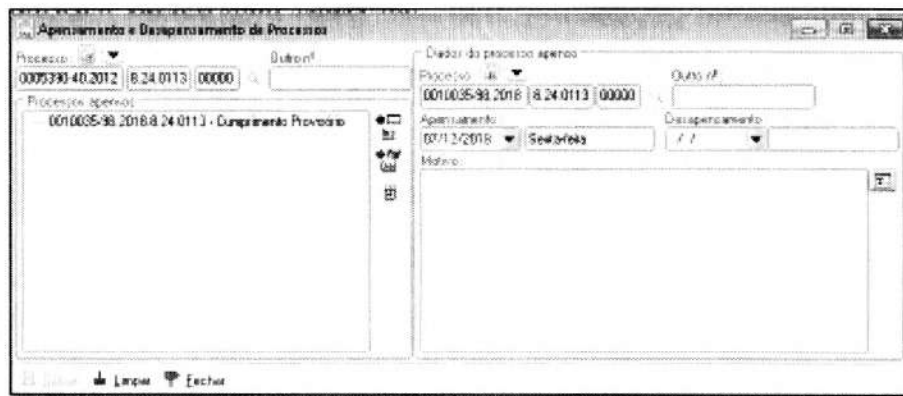 Apensamento e Desapensamento de Processos
Processo
Outro nº
0005390-40.2012 8.24.0113 00000
Processos apensos
0010035-98.2018.8.24.0113 - Cumprimento Provisório
Dados do processo apenso
Processo
Outro nº
0010035-98.2018 8.24.0113 00000
Apensamento
Desapensamento
07/12/2018 Sexta-feira
/ /
Motivo
Limpar Fechar